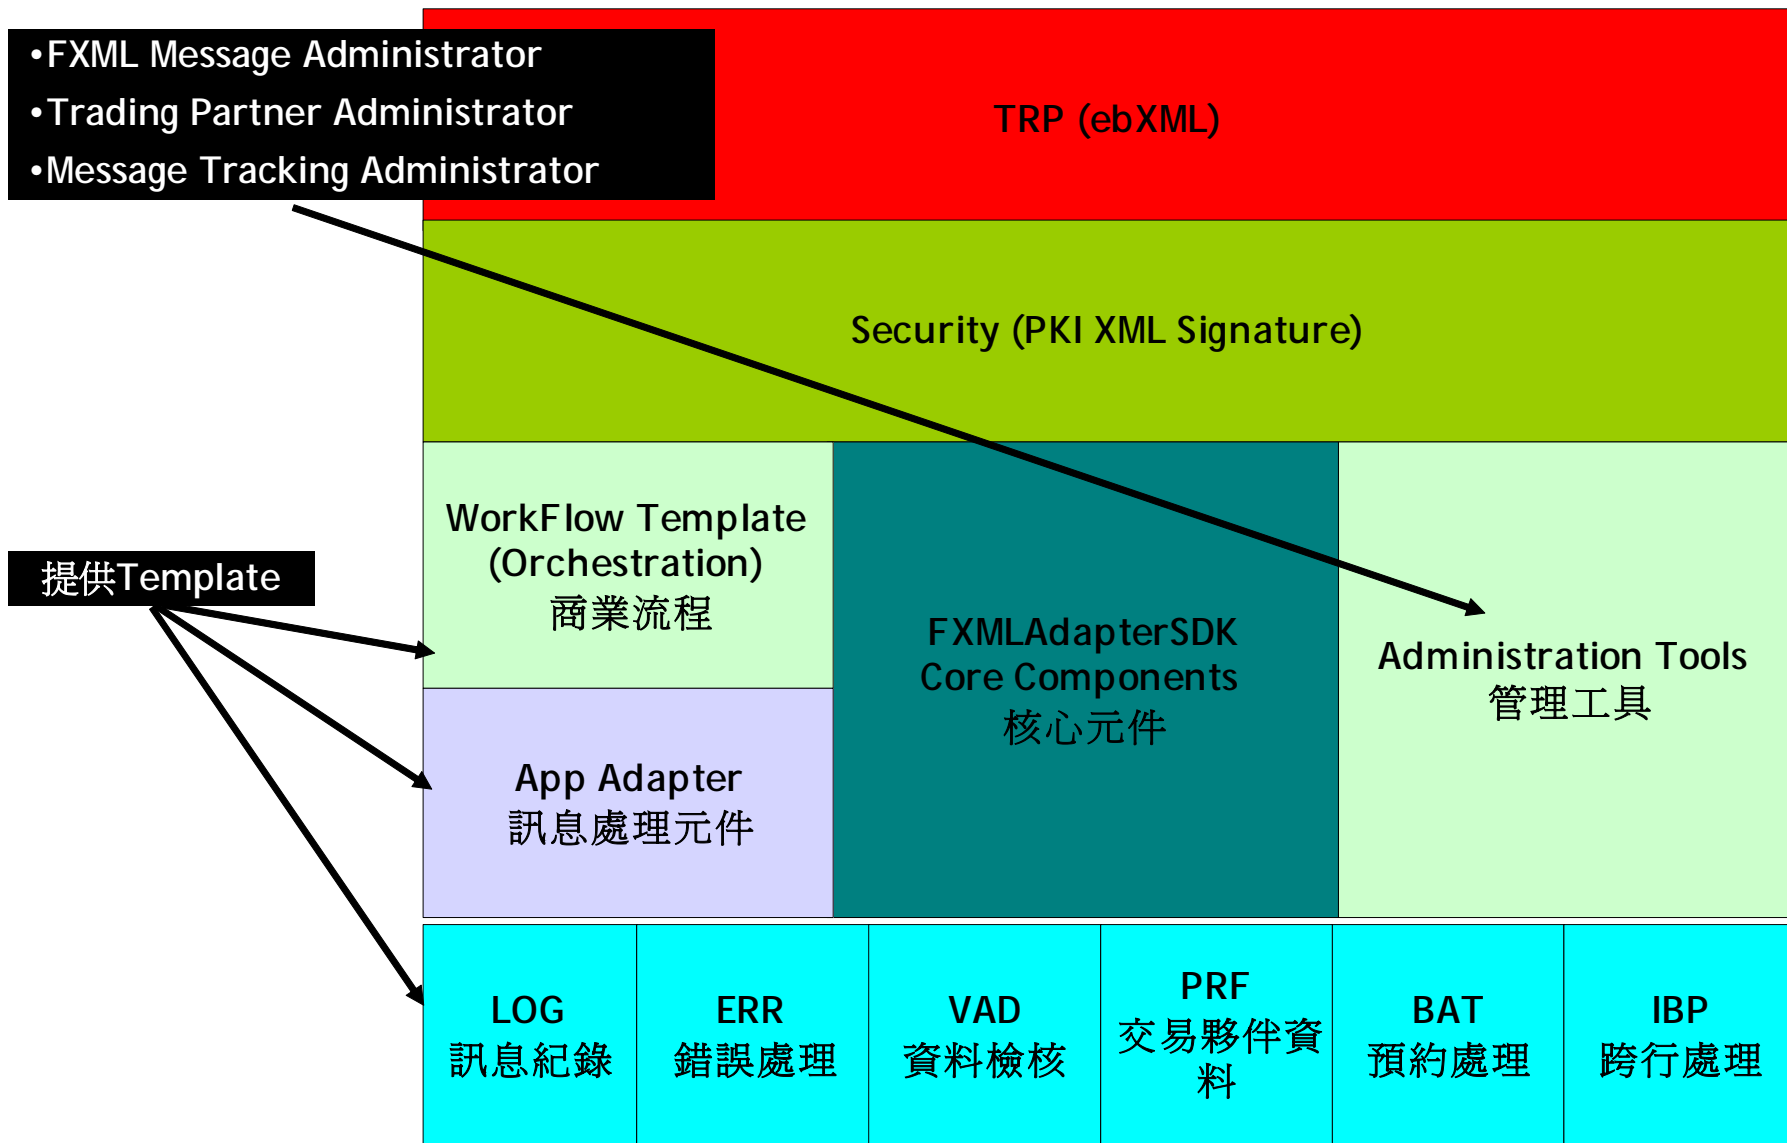 •FXML Message Administrator
•Trading Partner Administrator
•Message Tracking Administrator
TRP (ebXML)
Security (PKI XML Signature)
WorkFlow Template
(Orchestration)
商業流程
提供Template
FXMLAdapterSDK
Core Components
核心元件
Administration Tools
管理工具
App Adapter
訊息處理元件
LOG
訊息紀錄
ERR
錯誤處理
VAD
資料檢核
PRF
交易夥伴資
料
BAT
預約處理
IBP
跨行處理